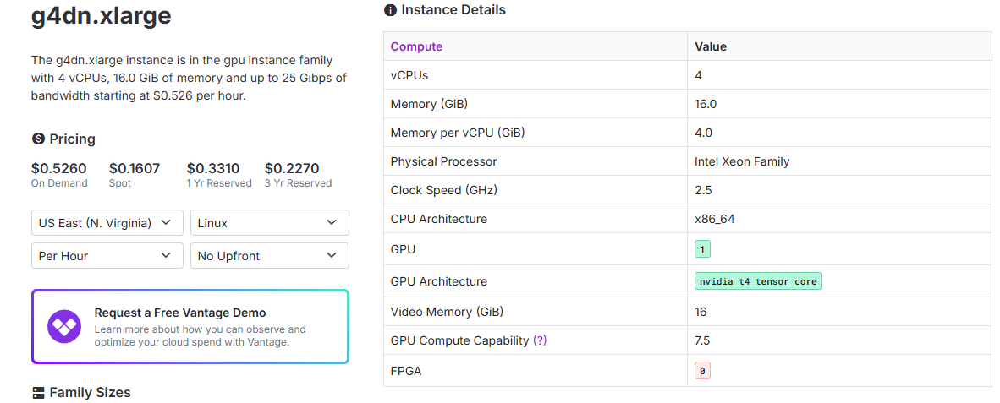 g4dn.xlarge
The g4dn.xlarge instance is in the gpu instance family
with 4 vCPUs, 16.0 GiB of memory and up to 25 Gibps of
bandwidth starting at $0.526 per hour.
Pricing
$0.5260 $0.1607 $0.3310 $0.2270
On Demand Spot 1 Yr Reserved 3 Yr Reserved
US East (N. Virginia) Linux
Per Hour No Upfront
Request a Free Vantage Demo
Learn more about how you can observe and
optimize your cloud spend with Vantage.
Family Sizes
Instance Details
Compute Value
vCPUs 4
Memory (GiB) 16.0
Memory per vCPU (GiB) 4.0
Physical Processor Intel Xeon Family
Clock Speed (GHz) 2.5
CPU Architecture x86_64
GPU 1
GPU Architecture nvidia t4 tensor core
Video Memory (GiB) 16
GPU Compute Capability (?) 7.5
FPGA 0